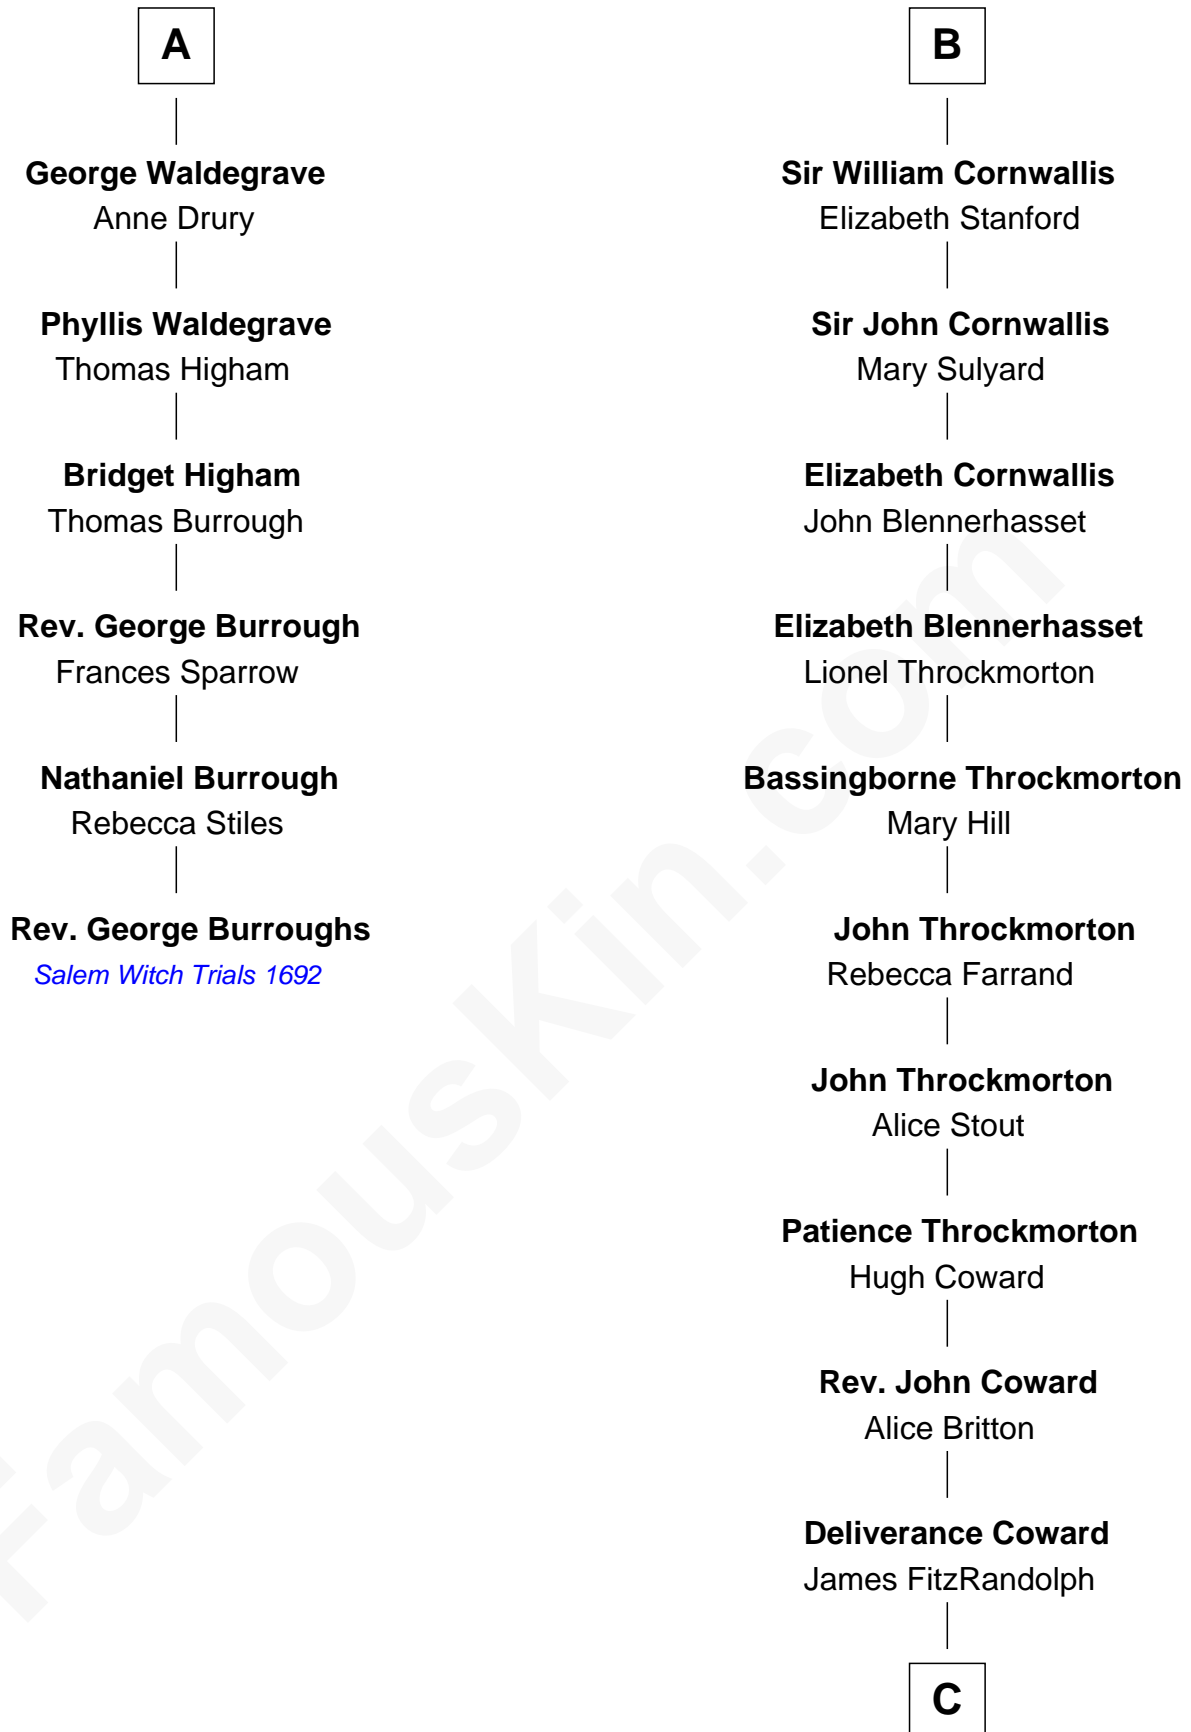 A
George Waldegrave
Anne Drury
Phyllis Waldegrave
Thomas Higham
Bridget Higham
Thomas Burrough
Rev. George Burrough
Frances Sparrow
Nathaniel Burrough
Rebecca Stiles
Rev. George Burroughs
Salem Witch Trials 1692
B
Sir William Cornwallis
Elizabeth Stanford
Sir John Cornwallis
Mary Sulyard
Elizabeth Cornwallis
John Blennerhasset
Elizabeth Blennerhasset
Lionel Throckmorton
Bassingborne Throckmorton
Mary Hill
John Throckmorton
Rebecca Farrand
John Throckmorton
Alice Stout
Patience Throckmorton
Hugh Coward
Rev. John Coward
Alice Britton
Deliverance Coward
James FitzRandolph
C
FamousKin.com